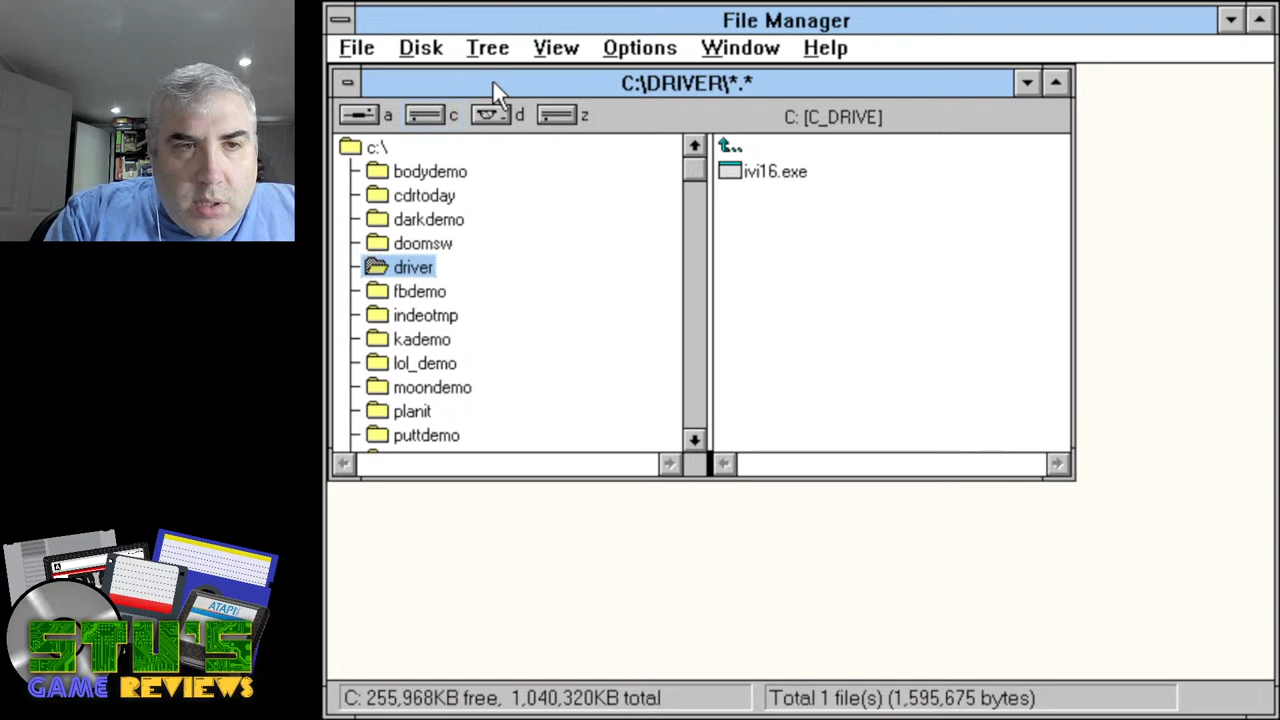 File Manager
File Disk Tree View Options Window Help
C:\DRIVER\*.*
a c d z C: [C_DRIVE]
c:\
bodydemo
cdrtoday
darkdemo
doomsw
driver
fbdemo
indeotmp
kademo
lol_demo
moondemo
planit
puttdemo
..
ivi16.exe
C: 255,968KB free, 1,040,320KB total
Total 1 file(s) (1,595,675 bytes)
A
ATAPI
STU'S
GAME REVIEWS